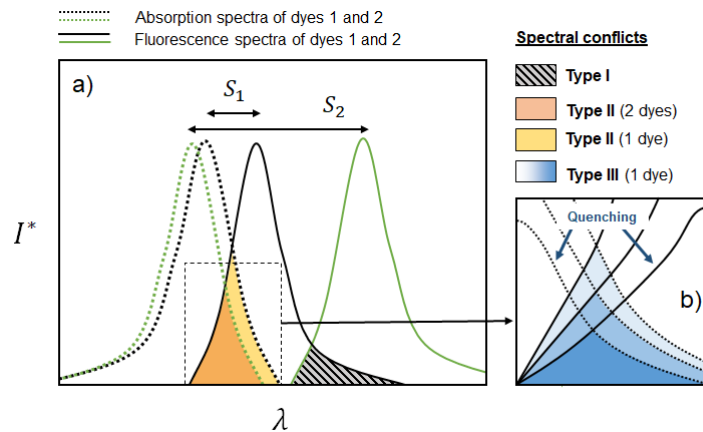 Absorption spectra of dyes 1 and 2
Fluorescence spectra of dyes 1 and 2
Spectral conflicts
a)
S₁
S₂
Type I
Type II (2 dyes)
Type II (1 dye)
Type III (1 dye)
I*
Quenching
b)
λ